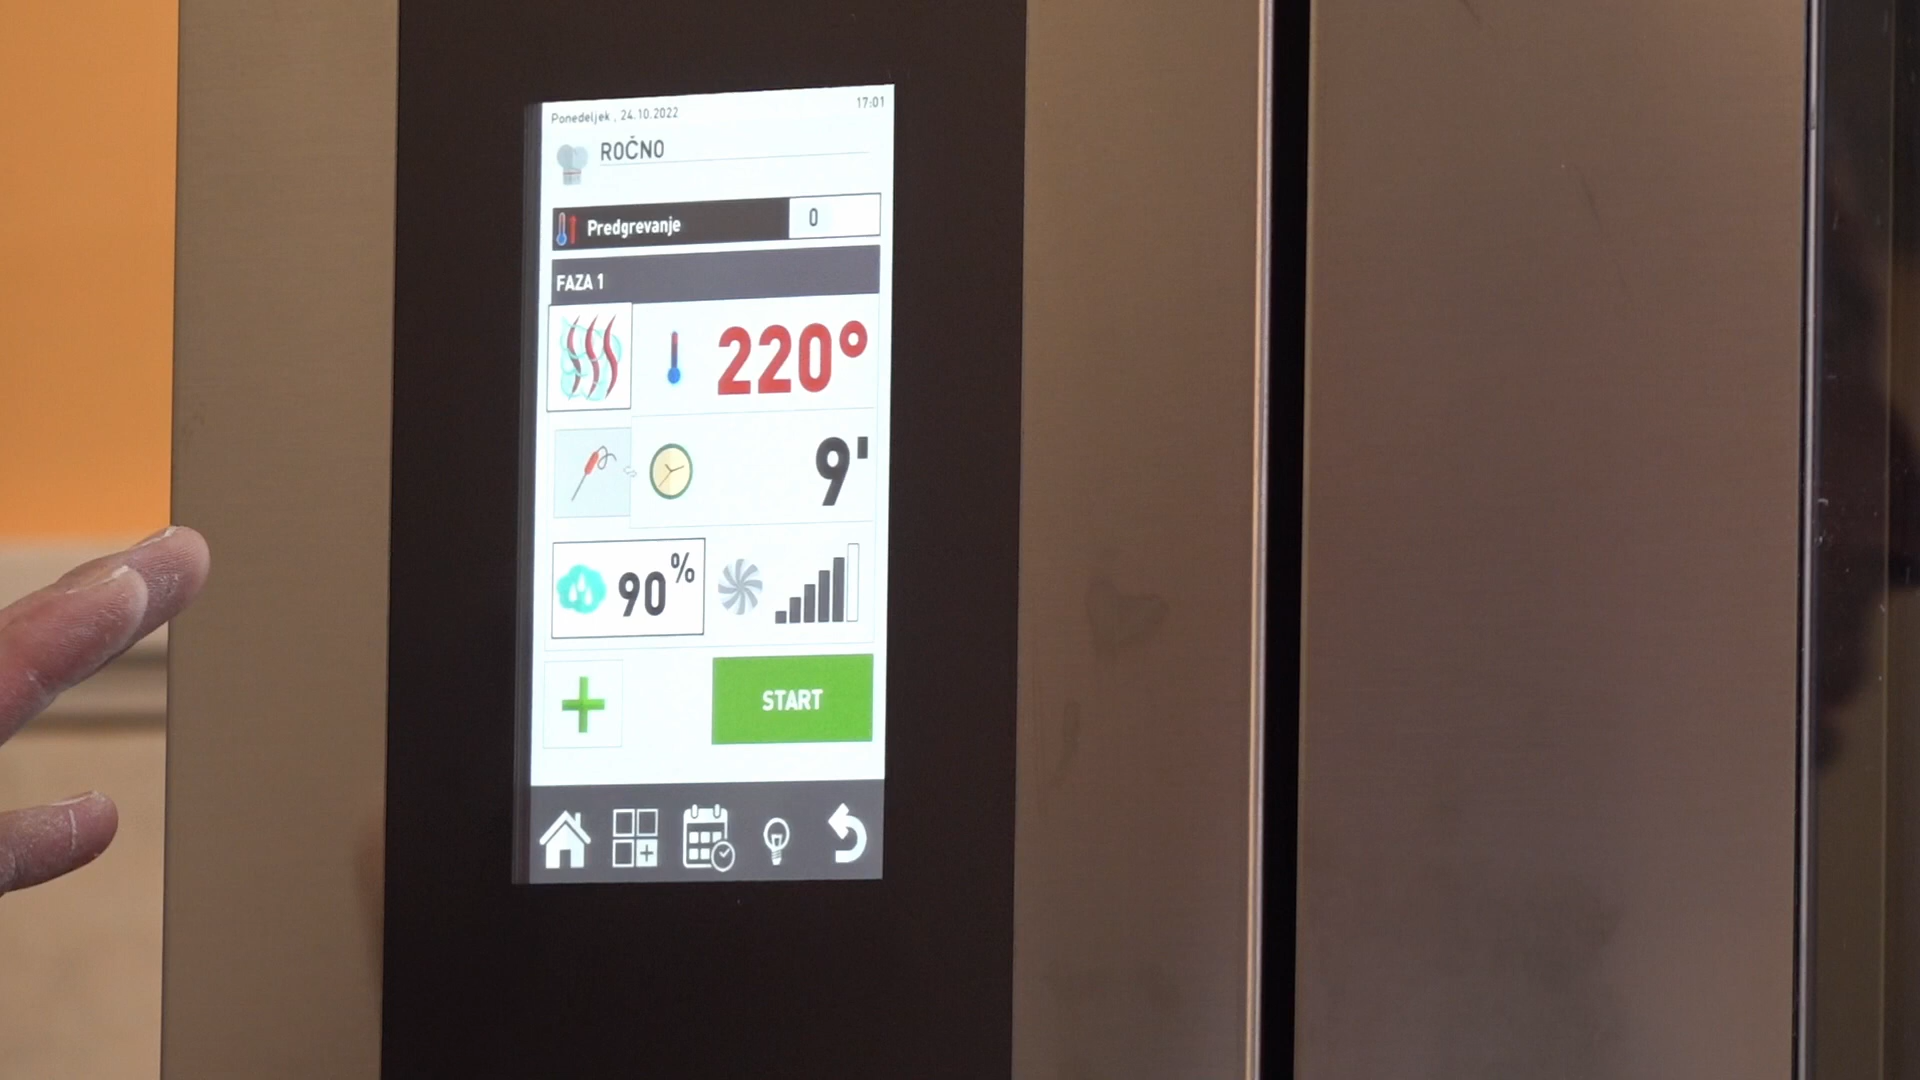 Ponedeljek , 24.10.2022 17:01
ROČNO
Predgrevanje 0
FAZA 1
220°
9'
90%
START